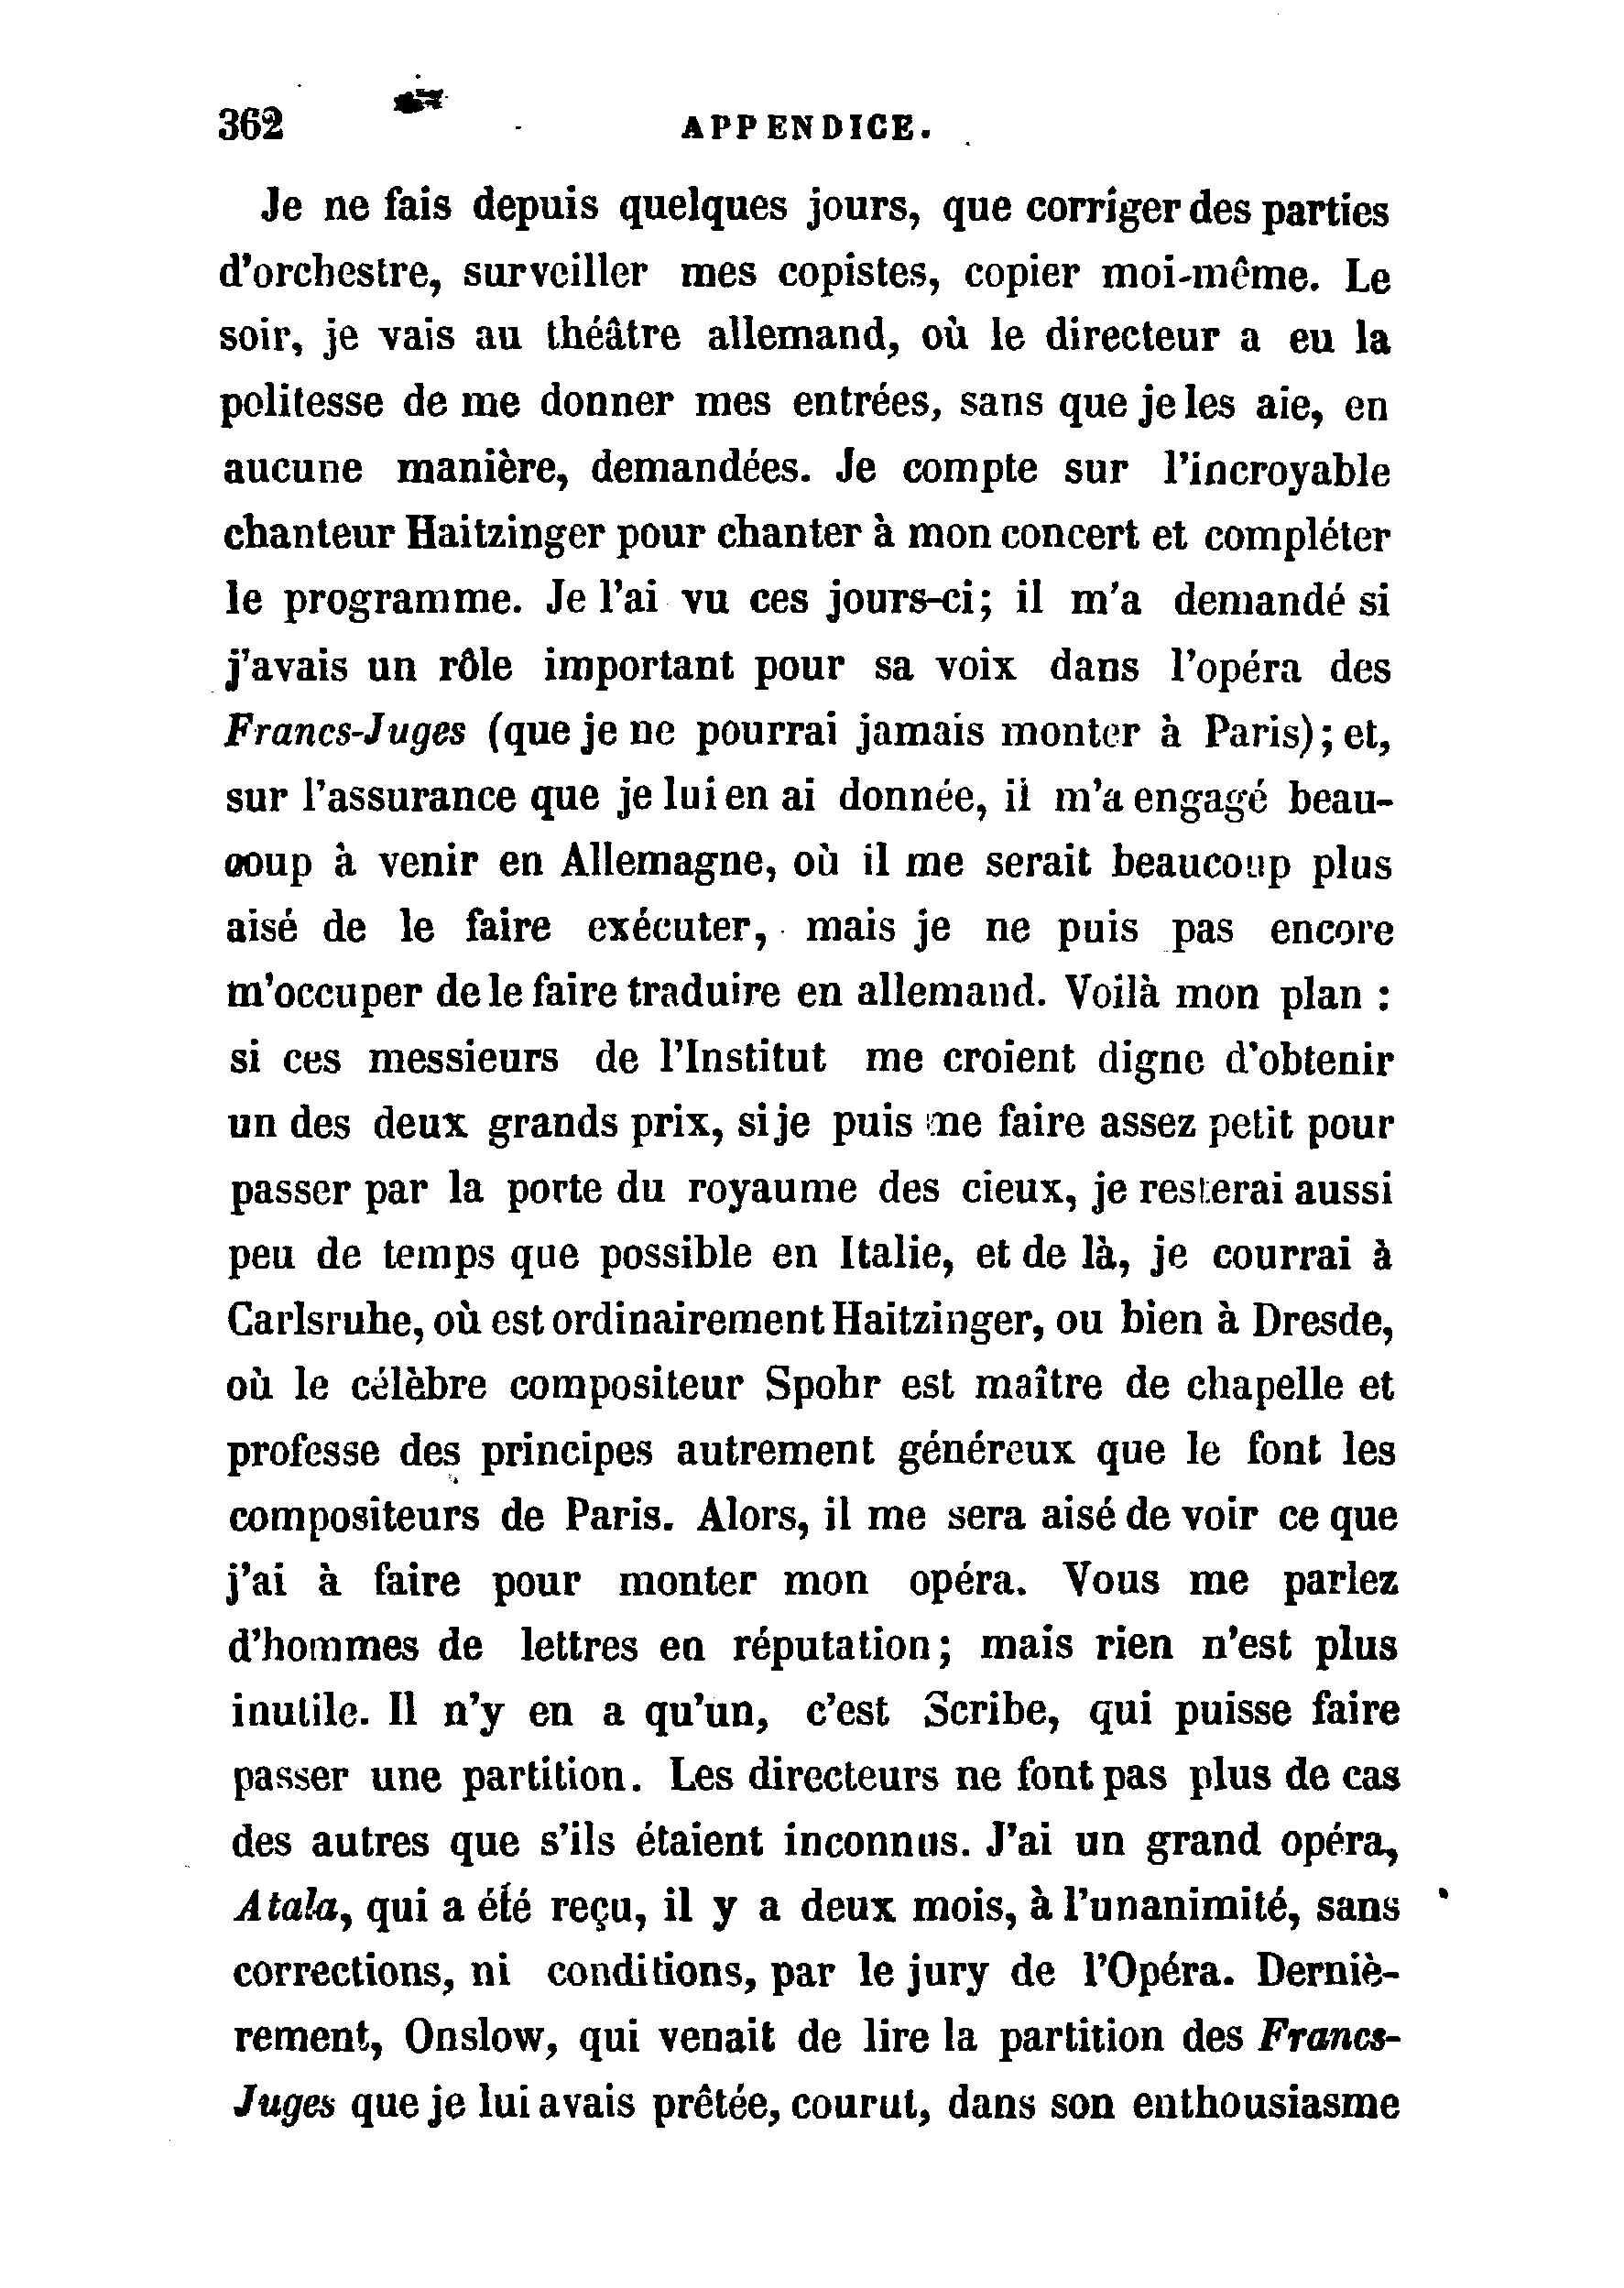 362
APPENDICE.
Je ne fais depuis quelques jours, que corriger des parties
d'orchestre, surveiller mes copistes, copier moi-même. Le
soir, je vais au théâtre allemand, où le directeur a eu la
politesse de me donner mes entrées, sans que je les aie, en
aucune manière, demandées. Je compte sur l'incroyable
chanteur Haitzinger pour chanter à mon concert et compléter
le programme. Je l'ai vu ces jours-ci; il m'a demandé si
j'avais un rôle important pour sa voix dans l'opéra des
Francs-Juges (que je ne pourrai jamais monter à Paris); et,
sur l'assurance que je lui en ai donnée, il m'a engagé beau-
coup à venir en Allemagne, où il me serait beaucoup plus
aisé de le faire exécuter, mais je ne puis pas encore
m'occuper de le faire traduire en allemand. Voilà mon plan :
si ces messieurs de l'Institut me croient digne d'obtenir
un des deux grands prix, si je puis me faire assez petit pour
passer par la porte du royaume des cieux, je resterai aussi
peu de temps que possible en Italie, et de là, je courrai à
Carlsruhe, où est ordinairement Haitzinger, ou bien à Dresde,
où le célèbre compositeur Spohr est maître de chapelle et
professe des principes autrement généreux que le font les
compositeurs de Paris. Alors, il me sera aisé de voir ce que
j'ai à faire pour monter mon opéra. Vous me parlez
d'hommes de lettres en réputation; mais rien n'est plus
inutile. Il n'y en a qu'un, c'est Scribe, qui puisse faire
passer une partition. Les directeurs ne font pas plus de cas
des autres que s'ils étaient inconnus. J'ai un grand opéra,
Atala, qui a été reçu, il y a deux mois, à l'unanimité, sans
corrections, ni conditions, par le jury de l'Opéra. Derniè-
rement, Onslow, qui venait de lire la partition des Francs-
Juges que je lui avais prêtée, courut, dans son enthousiasme